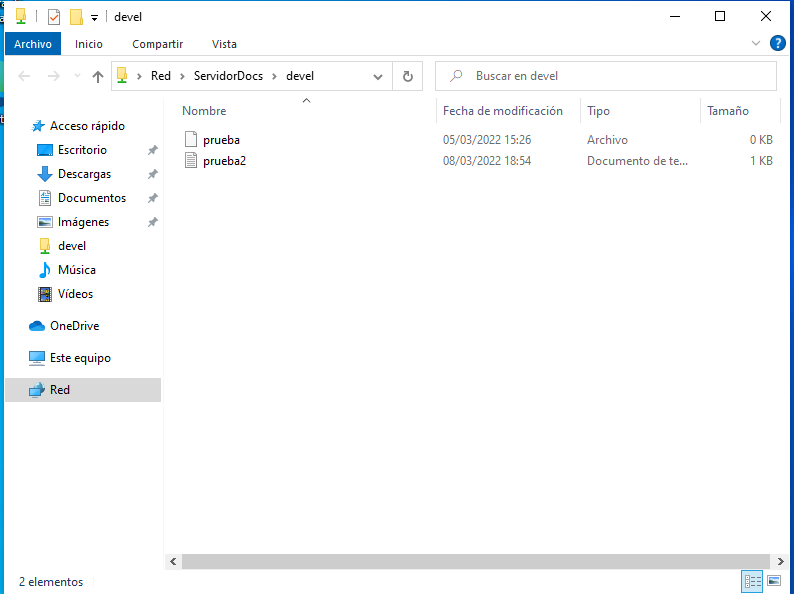 devel
Archivo Inicio Compartir Vista
Red > ServidorDocs > devel
Buscar en devel
Nombre Fecha de modificación Tipo Tamaño
prueba 05/03/2022 15:26 Archivo 0 KB
prueba2 08/03/2022 18:54 Documento de te... 1 KB
Acceso rápido
Escritorio
Descargas
Documentos
Imágenes
devel
Música
Vídeos
OneDrive
Este equipo
Red
2 elementos